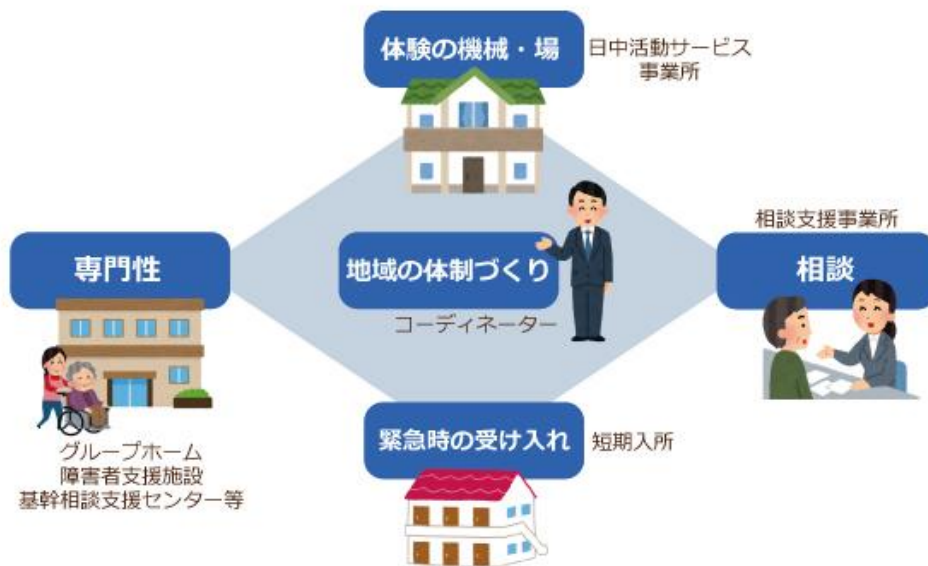 体験の機械・場
日中活動サービス
事業所
専門性
グループホーム
障害者支援施設
基幹相談支援センター等
地域の体制づくり
コーディネーター
相談支援事業所
相談
緊急時の受け入れ
短期入所